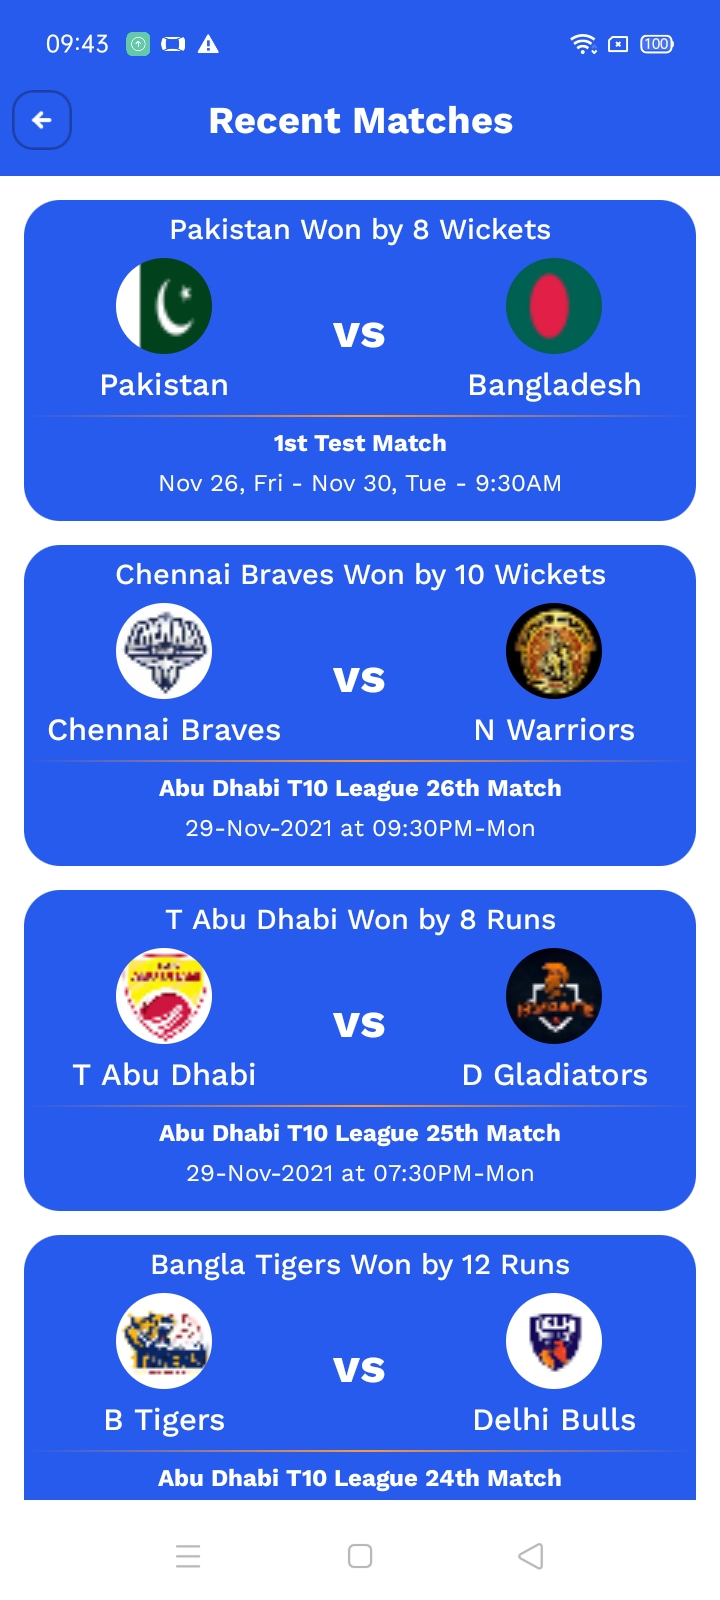 09:43
100
Recent Matches
Pakistan Won by 8 Wickets
vs
Pakistan
Bangladesh
1st Test Match
Nov 26, Fri - Nov 30, Tue - 9:30AM
Chennai Braves Won by 10 Wickets
CHENNAI
vs
Chennai Braves
N Warriors
Abu Dhabi T10 League 26th Match
29-Nov-2021 at 09:30PM-Mon
T Abu Dhabi Won by 8 Runs
vs
T Abu Dhabi
D Gladiators
Abu Dhabi T10 League 25th Match
29-Nov-2021 at 07:30PM-Mon
Bangla Tigers Won by 12 Runs
vs
B Tigers
Delhi Bulls
Abu Dhabi T10 League 24th Match